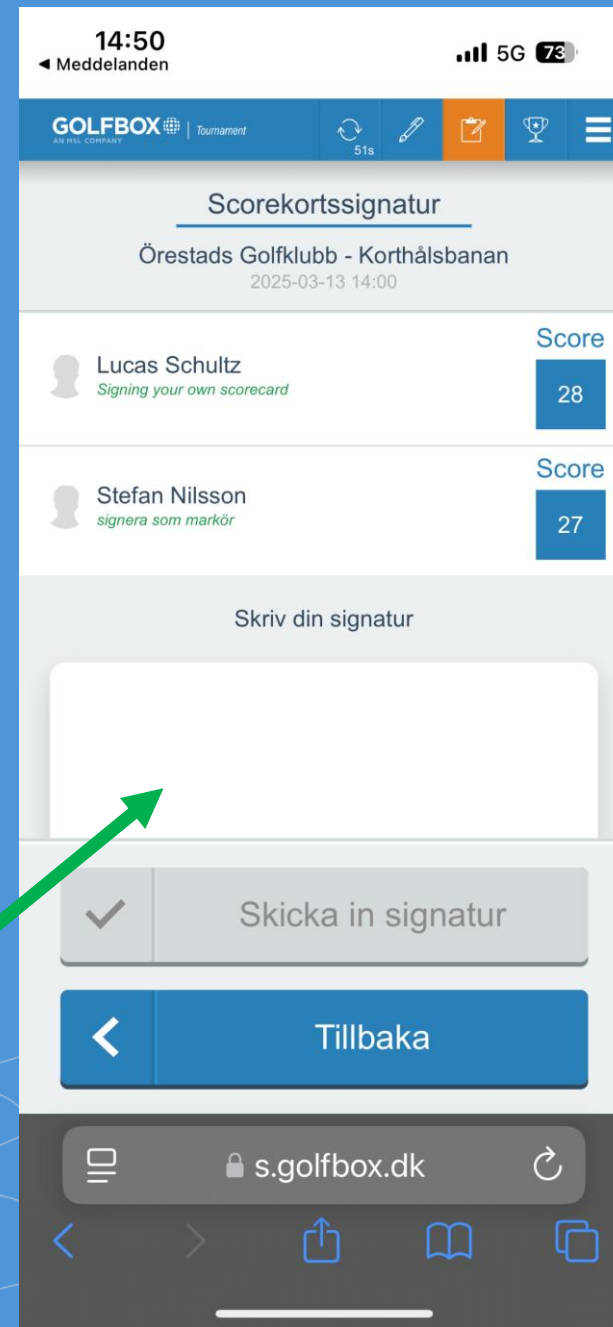 14:50
5G 73
◀ Meddelanden
GOLFBOX | Tournament
AN MSL COMPANY
51s
Scorekortssignatur
Örestads Golfklubb - Korthålsbanan
2025-03-13 14:00
Score
Lucas Schultz
Signing your own scorecard
28
Score
Stefan Nilsson
signera som markör
27
Skriv din signatur
Skicka in signatur
Tillbaka
s.golfbox.dk